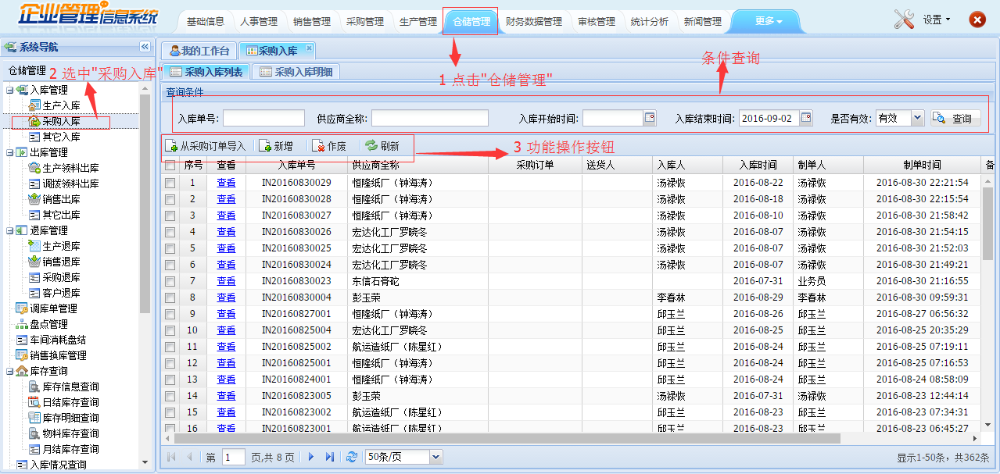 企业管理信息系统
基础信息 人事管理 销售管理 采购管理 生产管理 仓储管理 财务数据管理 审核管理 统计分析 新闻管理 更多 设置
系统导航
仓储管理
2 选中"采购入库"
入库管理
生产入库
采购入库
其它入库
出库管理
生产领料出库
调拨领料出库
销售出库
其它出库
退库管理
生产退库
销售退库
采购退库
客户退库
调库单管理
盘点管理
车间消耗盘结
销售换库管理
库存查询
库存信息查询
日结库存查询
库存明细查询
物料库存查询
月结库存查询
入库情况查询
我的工作台 采购入库
采购入库列表 采购入库明细
1 点击"仓储管理"
条件查询
查询条件
入库单号: 供应商全称: 入库开始时间: 入库结束时间: 2016-09-02 是否有效: 有效 查询
从采购订单导入 新增 作废 刷新
3 功能操作按钮
序号 查看 入库单号 供应商全称 采购订单 送货人 入库人 入库时间 制单人 制单时间 备
1 查看 IN20160830029 恒隆纸厂（钟海涛） 汤禄恢 2016-08-22 汤禄恢 2016-08-30 22:21:54
2 查看 IN20160830028 恒隆纸厂（钟海涛） 汤禄恢 2016-08-18 汤禄恢 2016-08-30 22:15:54
3 查看 IN20160830027 恒隆纸厂（钟海涛） 汤禄恢 2016-08-10 汤禄恢 2016-08-30 21:58:42
4 查看 IN20160830026 宏达化工厂罗晓冬 汤禄恢 2016-08-07 汤禄恢 2016-08-30 21:54:15
5 查看 IN20160830025 宏达化工厂罗晓冬 汤禄恢 2016-08-07 汤禄恢 2016-08-30 21:52:03
6 查看 IN20160830024 宏达化工厂罗晓冬 汤禄恢 2016-08-07 汤禄恢 2016-08-30 21:49:21
7 查看 IN20160830023 东信石膏砣 2016-07-31 业务员 2016-08-30 21:16:55
8 查看 IN20160830004 彭玉荣 李春林 2016-08-29 李春林 2016-08-30 09:59:31
9 查看 IN20160827001 恒隆纸厂（钟海涛） 邱玉兰 2016-08-26 邱玉兰 2016-08-27 06:56:32
10 查看 IN20160825004 宏达化工厂罗晓冬 邱玉兰 2016-08-25 邱玉兰 2016-08-25 20:35:29
11 查看 IN20160825002 航运造纸厂（陈星红） 邱玉兰 2016-08-24 邱玉兰 2016-08-25 07:19:11
12 查看 IN20160825001 恒隆纸厂（钟海涛） 邱玉兰 2016-08-24 邱玉兰 2016-08-25 07:16:53
13 查看 IN20160824001 恒隆纸厂（钟海涛） 邱玉兰 2016-08-24 邱玉兰 2016-08-24 08:58:09
14 查看 IN20160823005 彭玉荣 汤禄恢 2016-07-31 汤禄恢 2016-08-23 12:44:14
15 查看 IN20160823002 航运造纸厂（陈星红） 邱玉兰 2016-08-23 邱玉兰 2016-08-23 07:34:31
16 查看 IN20160823001 航运造纸厂（陈星红） 邱玉兰 2016-08-23 邱玉兰 2016-08-23 06:45:27
第 1 页,共 8 页 50条/页 显示1-50条，共362条